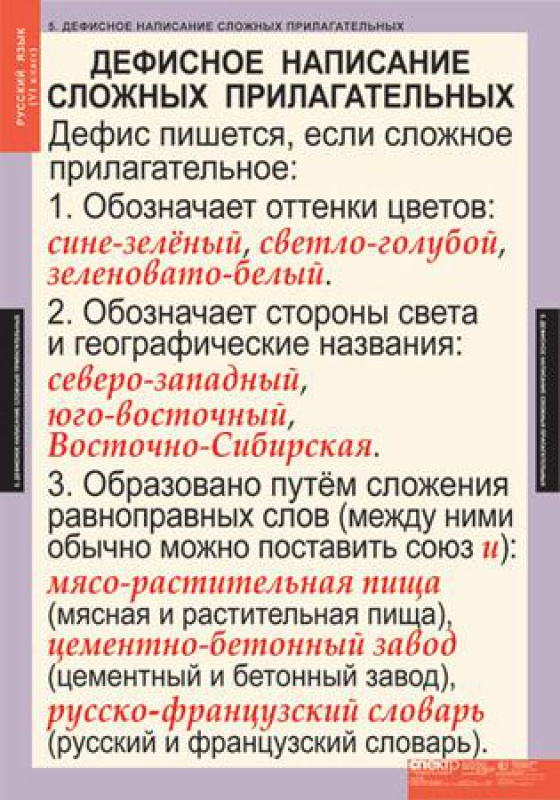 5. ДЕФИСНОЕ НАПИСАНИЕ СЛОЖНЫХ ПРИЛАГАТЕЛЬНЫХ
РУССКИЙ ЯЗЫК
(VI класс)
ДЕФИСНОЕ НАПИСАНИЕ
СЛОЖНЫХ ПРИЛАГАТЕЛЬНЫХ
Дефис пишется, если сложное
прилагательное:
1. Обозначает оттенки цветов:
сине-зелёный, светло-голубой,
зеленовато-белый.
2. Обозначает стороны света
и географические названия:
северо-западный,
юго-восточный,
Восточно-Сибирская.
3. Образовано путём сложения
равноправных слов (между ними
обычно можно поставить союз и):
мясо-растительная пища
(мясная и растительная пища),
цементно-бетонный завод
(цементный и бетонный завод),
русско-французский словарь
(русский и французский словарь).
5. ДЕФИСНОЕ НАПИСАНИЕ СЛОЖНЫХ ПРИЛАГАТЕЛЬНЫХ
5. ДЕФИСНОЕ НАПИСАНИЕ СЛОЖНЫХ ПРИЛАГАТЕЛЬНЫХ